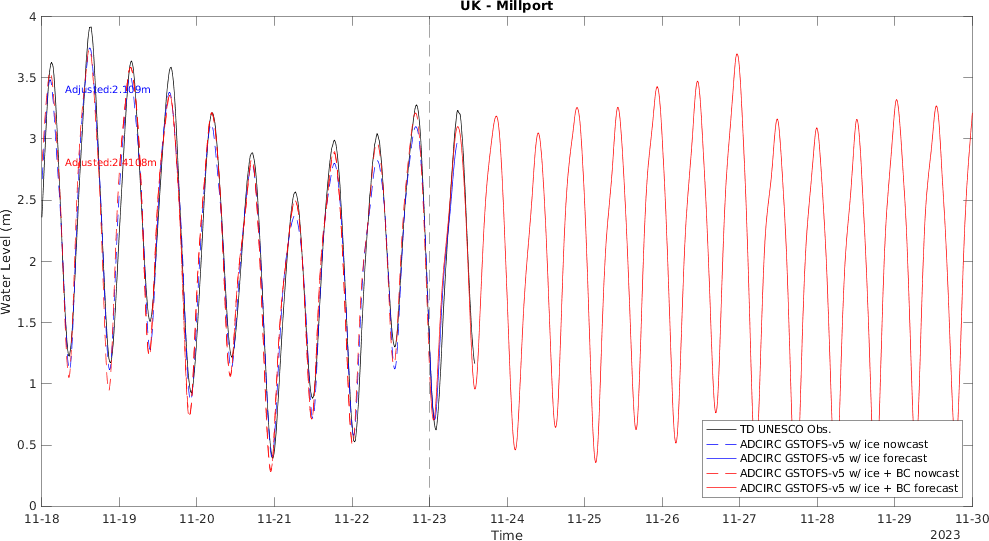 UK - Millport
4
3.5
3
2.5
2
1.5
1
0.5
0
Water Level (m)
Adjusted:2.109m
Adjusted:2.4108m
TD UNESCO Obs.
ADCIRC GSTOFS-v5 w/ ice nowcast
ADCIRC GSTOFS-v5 w/ ice forecast
ADCIRC GSTOFS-v5 w/ ice + BC nowcast
ADCIRC GSTOFS-v5 w/ ice + BC forecast
11-18 11-19 11-20 11-21 11-22 11-23 11-24 11-25 11-26 11-27 11-28 11-29 11-30
Time
2023